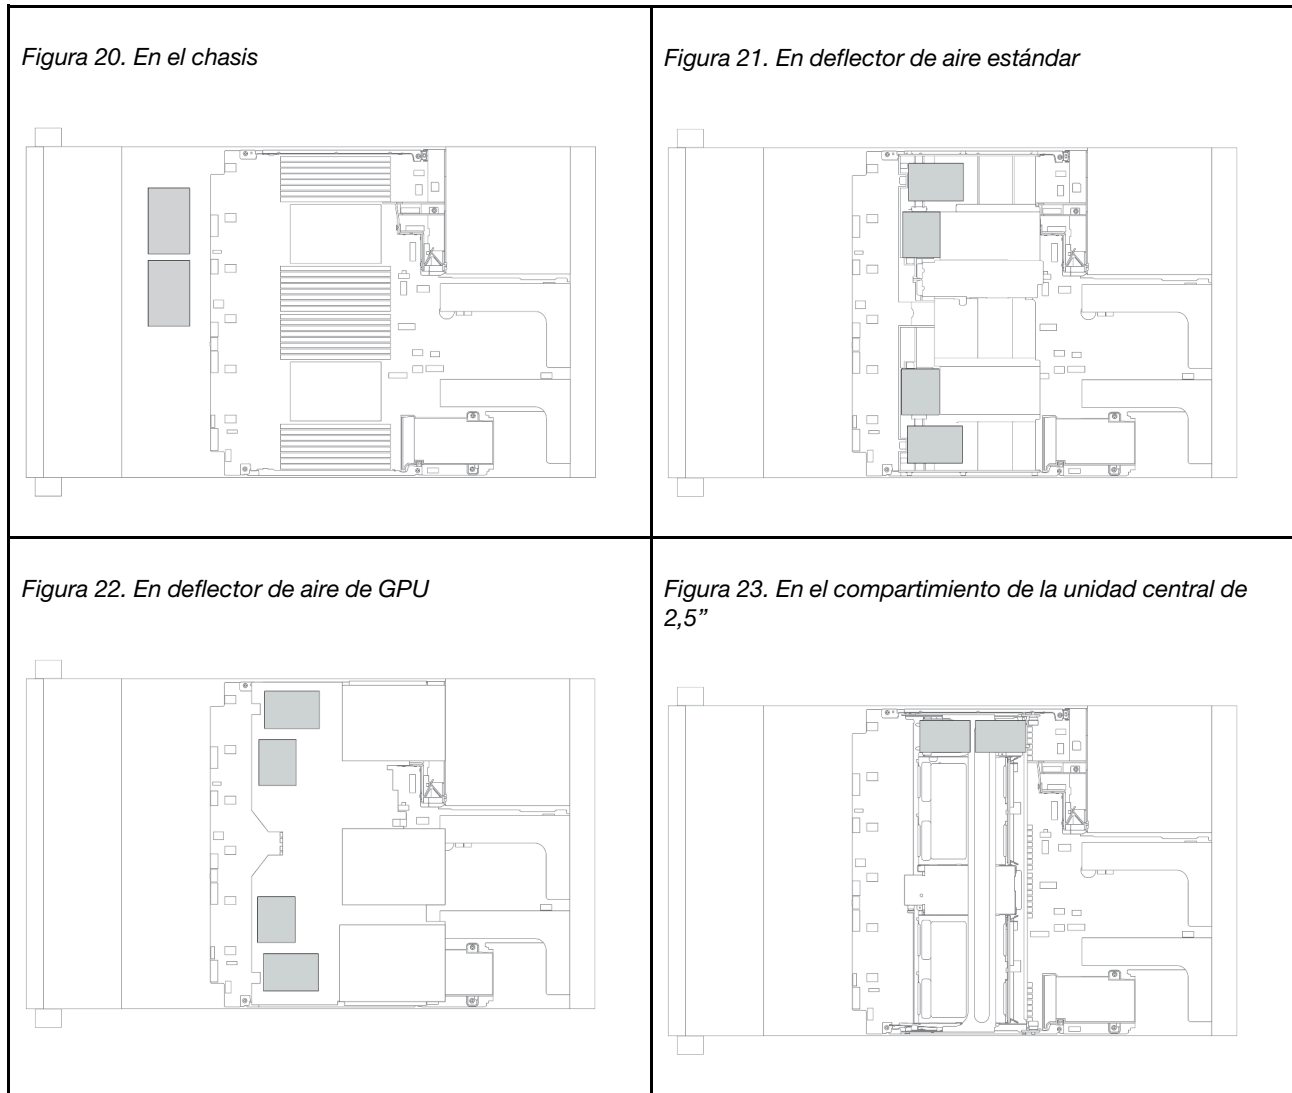 Figura 20. En el chasis
Figura 21. En deflector de aire estándar
Figura 22. En deflector de aire de GPU
Figura 23. En el compartimiento de la unidad central de
2,5”